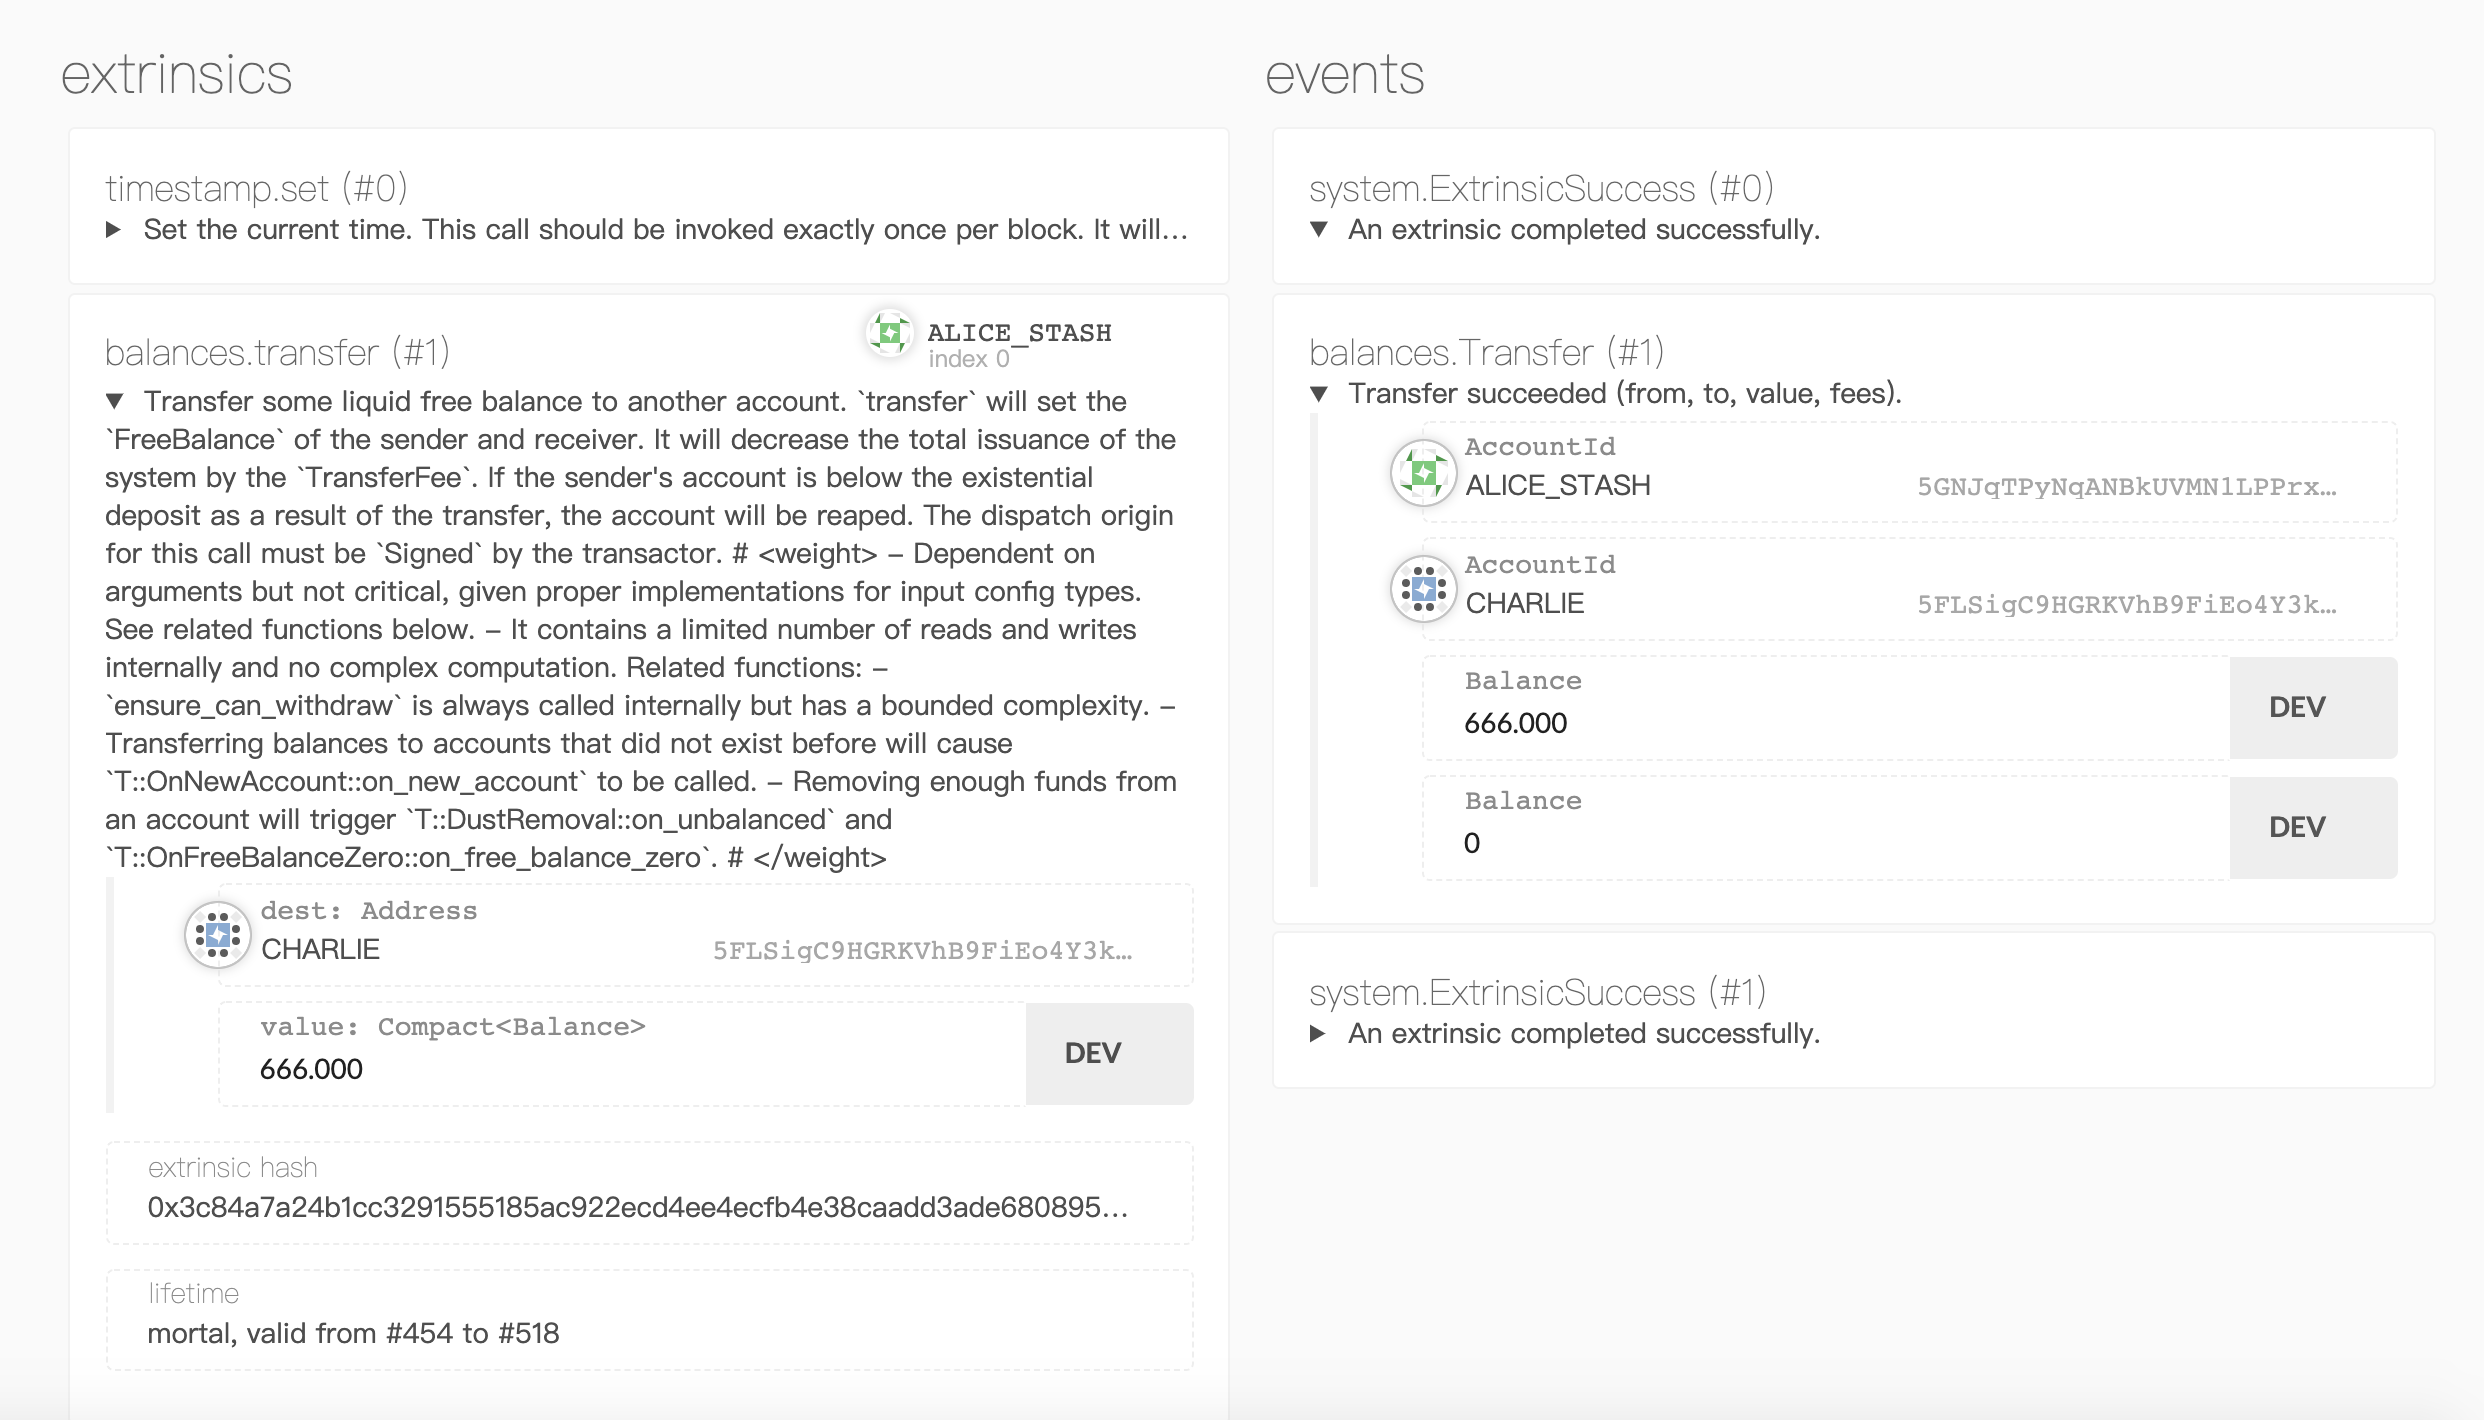 extrinsics
timestamp.set (#0)
▶ Set the current time. This call should be invoked exactly once per block. It will…
balances.transfer (#1)
ALICE_STASH
index 0
▼ Transfer some liquid free balance to another account. `transfer` will set the
`FreeBalance` of the sender and receiver. It will decrease the total issuance of the
system by the `TransferFee`. If the sender's account is below the existential
deposit as a result of the transfer, the account will be reaped. The dispatch origin
for this call must be `Signed` by the transactor. # <weight> – Dependent on
arguments but not critical, given proper implementations for input config types.
See related functions below. – It contains a limited number of reads and writes
internally and no complex computation. Related functions: –
`ensure_can_withdraw` is always called internally but has a bounded complexity. –
Transferring balances to accounts that did not exist before will cause
`T::OnNewAccount::on_new_account` to be called. – Removing enough funds from
an account will trigger `T::DustRemoval::on_unbalanced` and
`T::OnFreeBalanceZero::on_free_balance_zero`. # </weight>
dest: Address
CHARLIE 5FLSigC9HGRKVhB9FiEo4Y3k…
value: Compact<Balance>
666.000
DEV
extrinsic hash
0x3c84a7a24b1cc3291555185ac922ecd4ee4ecfb4e38caadd3ade680895…
lifetime
mortal, valid from #454 to #518
events
system.ExtrinsicSuccess (#0)
▼ An extrinsic completed successfully.
balances.Transfer (#1)
▼ Transfer succeeded (from, to, value, fees).
AccountId
ALICE_STASH 5GNJqTPyNqANBkUVMN1LPPrx…
AccountId
CHARLIE 5FLSigC9HGRKVhB9FiEo4Y3k…
Balance
666.000
DEV
Balance
0
DEV
system.ExtrinsicSuccess (#1)
▶ An extrinsic completed successfully.